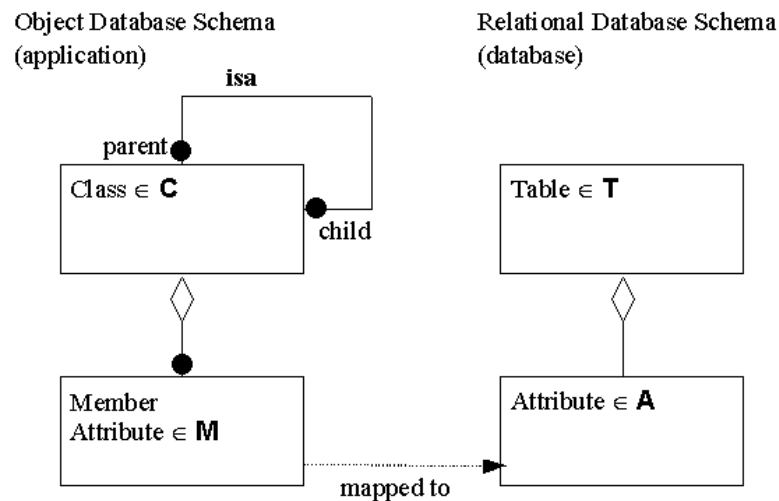 Object Database Schema
(application)
Relational Database Schema
(database)
isa
parent
Class ∈ C
child
Table ∈ T
Member
Attribute ∈ M
Attribute ∈ A
mapped to